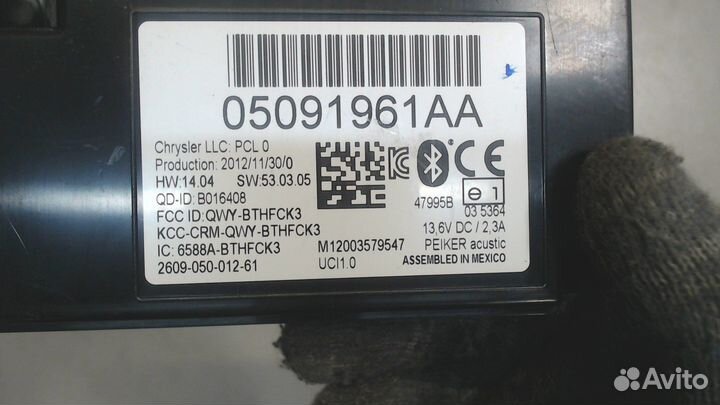 05091961AA
Chrysler LLC: PCL 0
Production: 2012/11/30/0
HW:14.04 SW:53.03.05
QD-ID: B016408
FCC ID:QWY-BTHFCK3
KCC-CRM-QWY-BTHFCK3
IC: 6588A-BTHFCK3
2609-050-012-61
M12003579547
UCI1.0
CE
1
47995B
03 5364
13,6V DC / 2,3A
PEIKER acustic
ASSEMBLED IN MEXICO
Avito